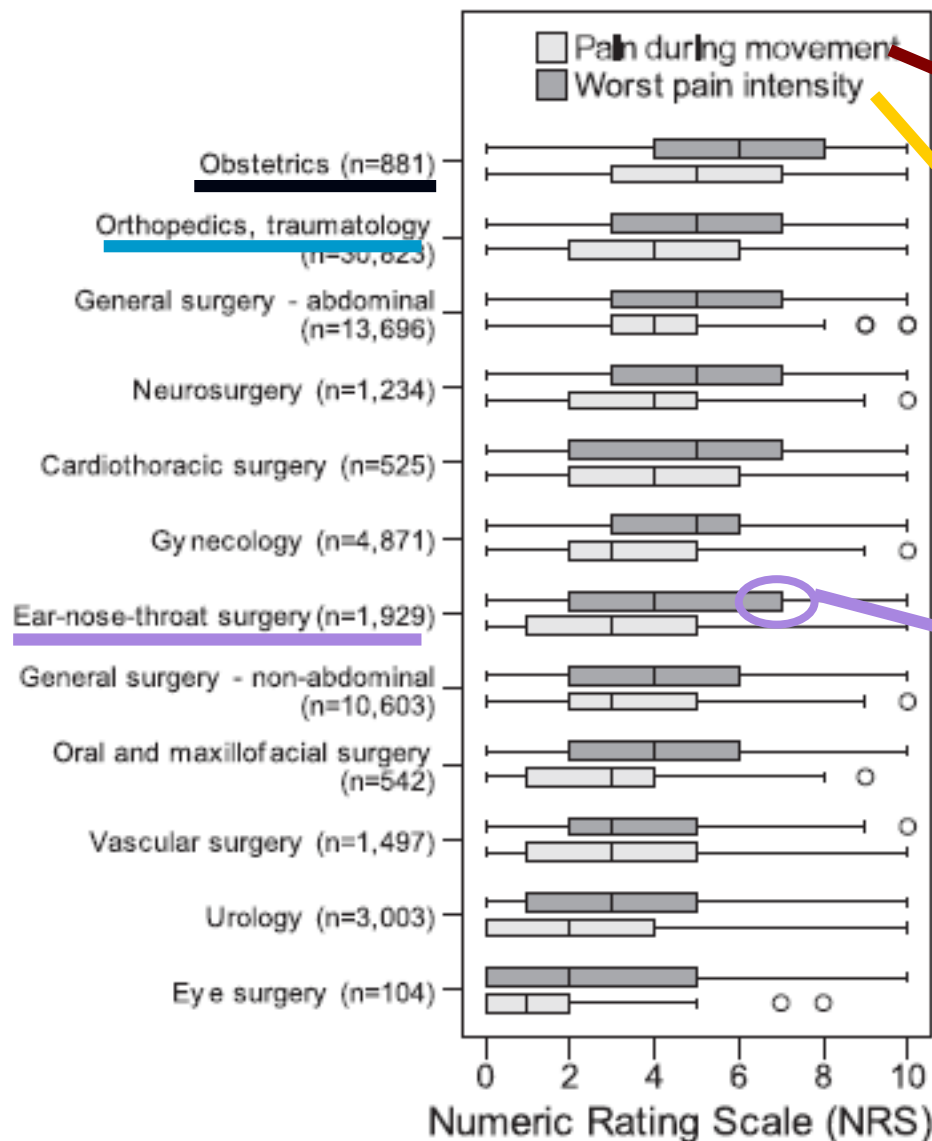 Pain during movement
Worst pain intensity
Obstetrics (n=881)
Orthopedics, traumatology
(n=30,823)
General surgery - abdominal
(n=13,696)
Neurosurgery (n=1,234)
Cardiothoracic surgery (n=525)
Gynecology (n=4,871)
Ear-nose-throat surgery (n=1,929)
General surgery - non-abdominal
(n=10,603)
Oral and maxillofacial surgery
(n=542)
Vascular surgery (n=1,497)
Urology (n=3,003)
Eye surgery (n=104)
0 2 4 6 8 10
Numeric Rating Scale (NRS)